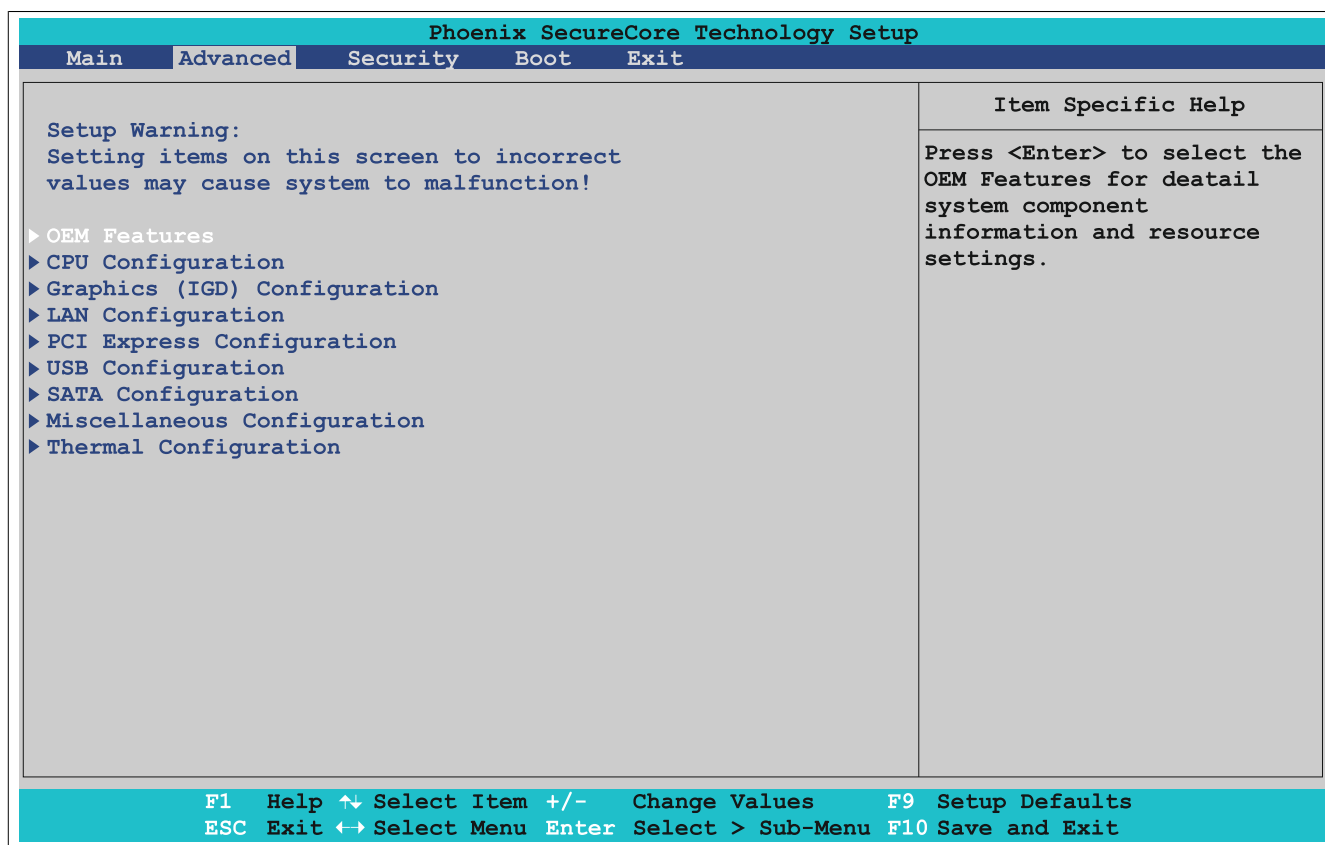 Phoenix SecureCore Technology Setup
Main Advanced Security Boot Exit
Setup Warning:
Setting items on this screen to incorrect
values may cause system to malfunction!
OEM Features
CPU Configuration
Graphics (IGD) Configuration
LAN Configuration
PCI Express Configuration
USB Configuration
SATA Configuration
Miscellaneous Configuration
Thermal Configuration
Item Specific Help
Press <Enter> to select the
OEM Features for deatail
system component
information and resource
settings.
F1 Help ↑↓ Select Item +/- Change Values F9 Setup Defaults
ESC Exit ←→ Select Menu Enter Select > Sub-Menu F10 Save and Exit